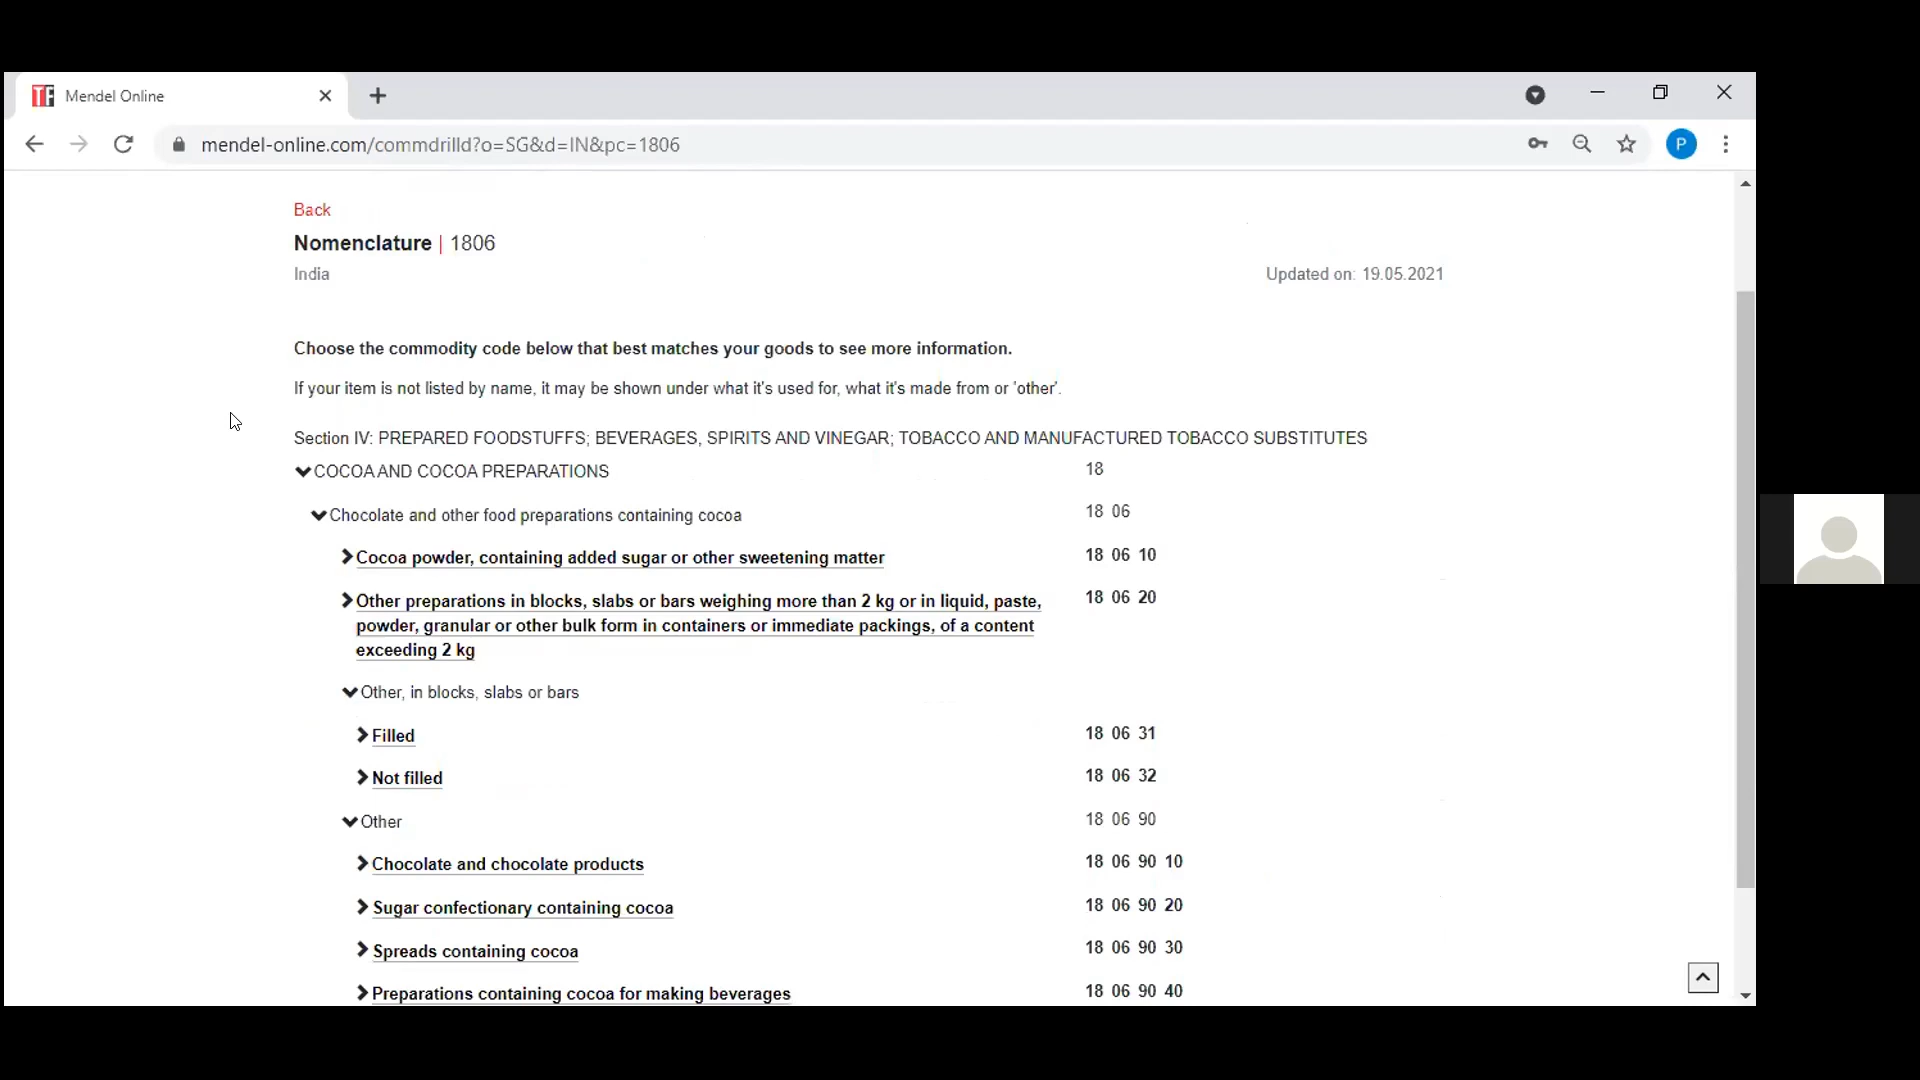 TF Mendel Online
mendel-online.com/commdrilld?o=SG&d=IN&pc=1806
P
Back
Nomenclature | 1806
India
Updated on: 19.05.2021
Choose the commodity code below that best matches your goods to see more information.
If your item is not listed by name, it may be shown under what it's used for, what it's made from or 'other'.
Section IV: PREPARED FOODSTUFFS; BEVERAGES, SPIRITS AND VINEGAR; TOBACCO AND MANUFACTURED TOBACCO SUBSTITUTES
COCOA AND COCOA PREPARATIONS 18
Chocolate and other food preparations containing cocoa 18 06
Cocoa powder, containing added sugar or other sweetening matter 18 06 10
Other preparations in blocks, slabs or bars weighing more than 2 kg or in liquid, paste, 18 06 20
powder, granular or other bulk form in containers or immediate packings, of a content
exceeding 2 kg
Other, in blocks, slabs or bars
Filled 18 06 31
Not filled 18 06 32
Other 18 06 90
Chocolate and chocolate products 18 06 90 10
Sugar confectionary containing cocoa 18 06 90 20
Spreads containing cocoa 18 06 90 30
Preparations containing cocoa for making beverages 18 06 90 40